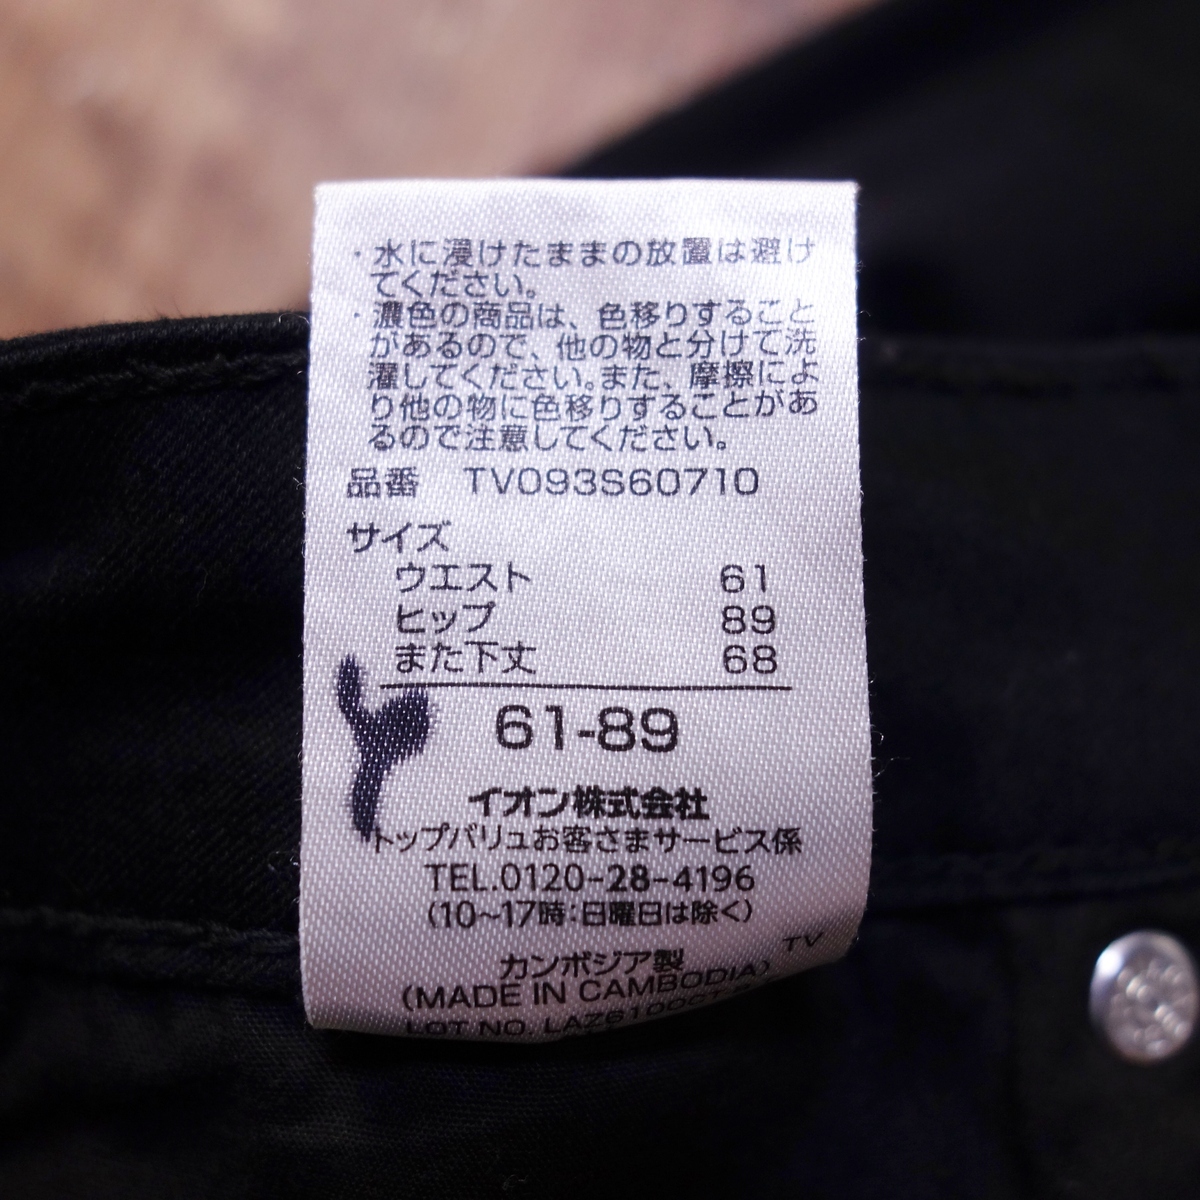 ・水に浸けたままの放置は避け
てください。
・濃色の商品は、色移りすること
があるので、他の物と分けて洗
濯してください。また、摩擦によ
り他の物に色移りすることがあ
るので注意してください。
品番 TV093S60710
サイズ
ウエスト 61
ヒップ 89
また下丈 68
61-89
イオン株式会社
トップバリュお客さまサービス係
TEL.0120-28-4196
(10～17時:日曜日は除く)
TV
カンボジア製
(MADE IN CAMBODIA)
LOT NO.